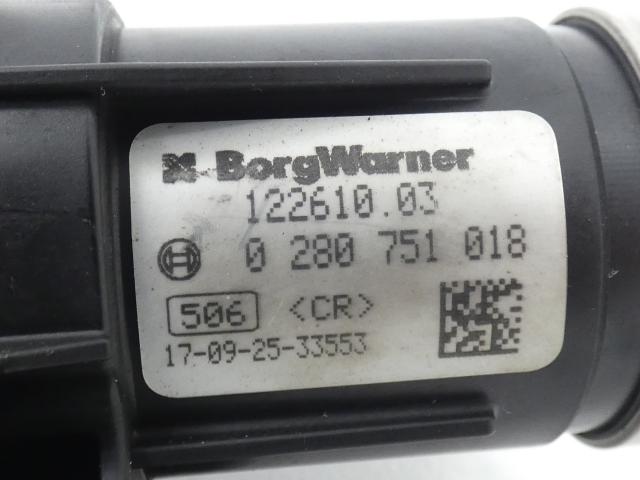 BorgWarner
122610.03
0 280 751 018
506 <CR>
17-09-25-33553